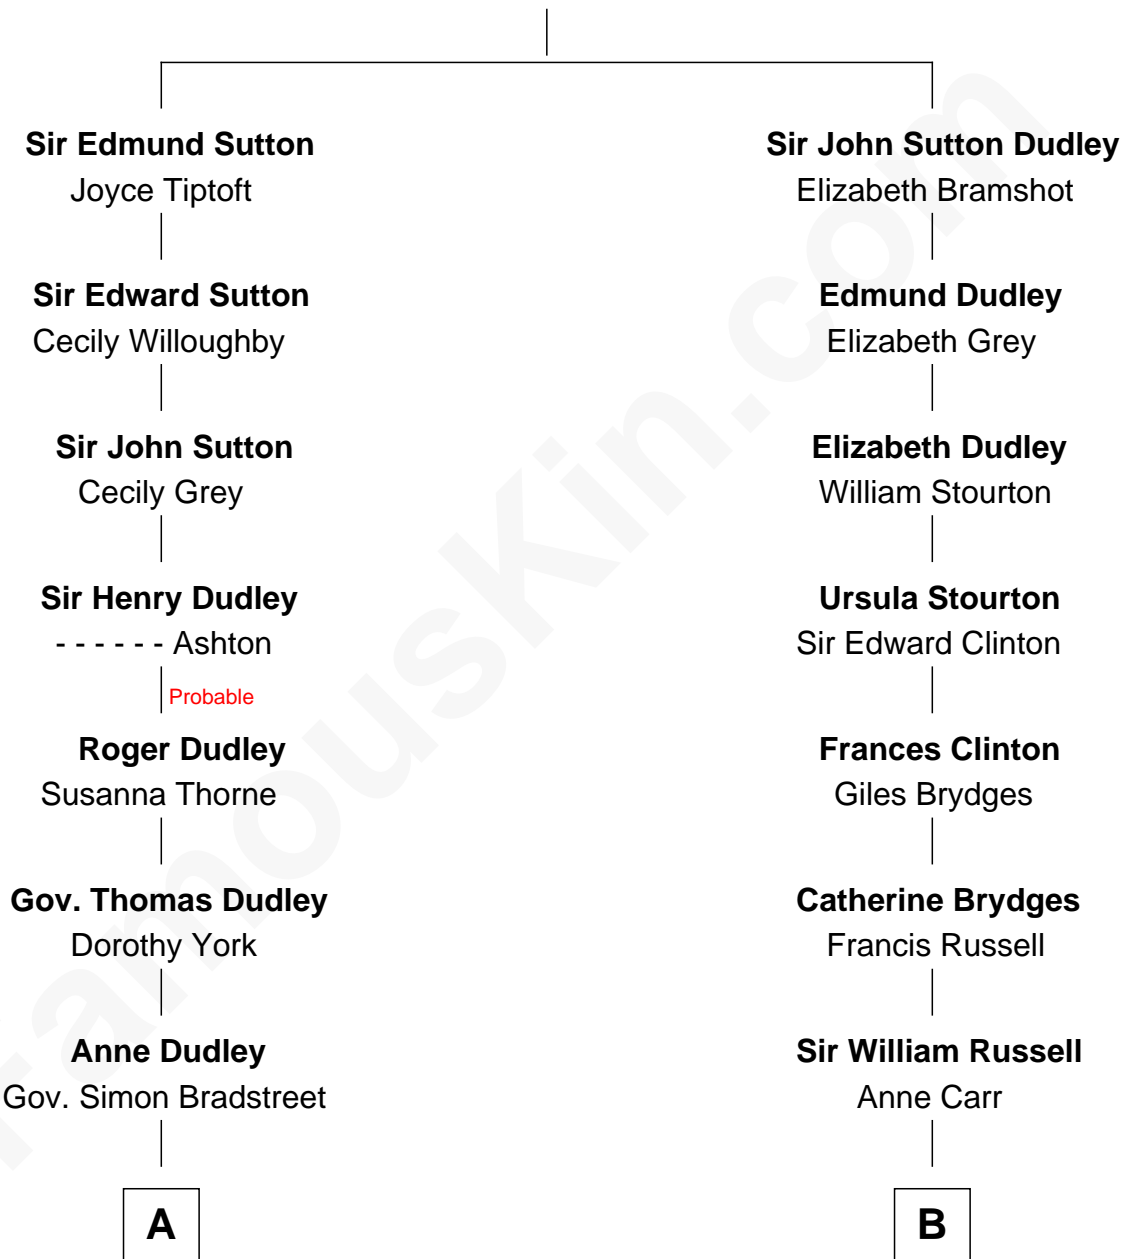 Sir Edmund Sutton
Joyce Tiptoft
Sir Edward Sutton
Cecily Willoughby
Sir John Sutton
Cecily Grey
Sir Henry Dudley
- - - - - - Ashton
Probable
Roger Dudley
Susanna Thorne
Gov. Thomas Dudley
Dorothy York
Anne Dudley
Gov. Simon Bradstreet
A
Sir John Sutton Dudley
Elizabeth Bramshot
Edmund Dudley
Elizabeth Grey
Elizabeth Dudley
William Stourton
Ursula Stourton
Sir Edward Clinton
Frances Clinton
Giles Brydges
Catherine Brydges
Francis Russell
Sir William Russell
Anne Carr
B
FamousKin.com